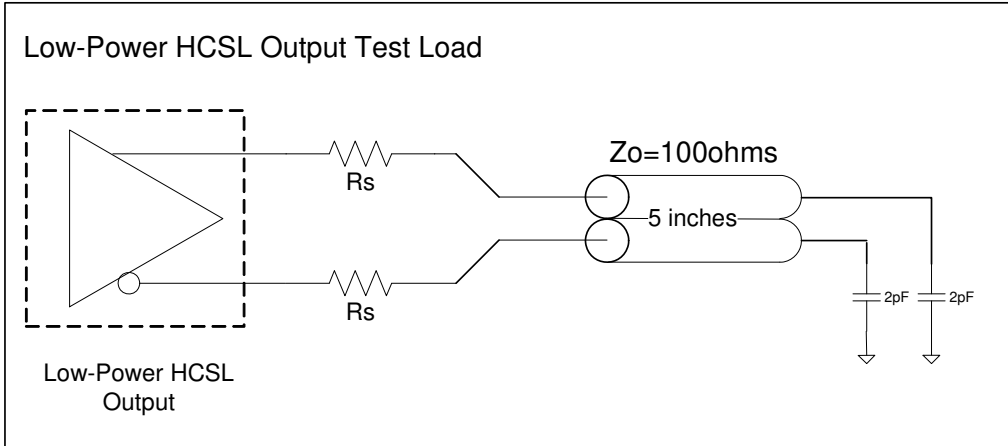 Low-Power HCSL Output Test Load
Rs
Rs
Zo=100ohms
5 inches
2pF
2pF
Low-Power HCSL
Output